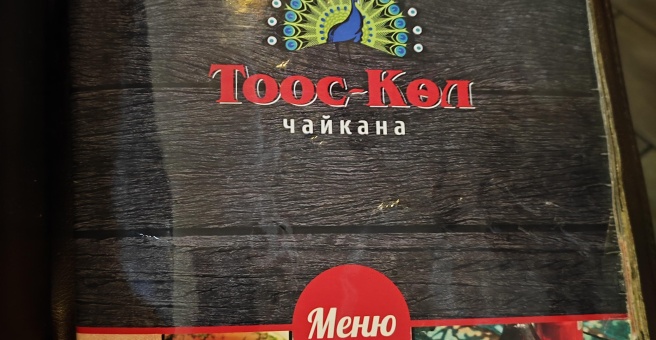 Тоос-Көл
чайкана
Меню